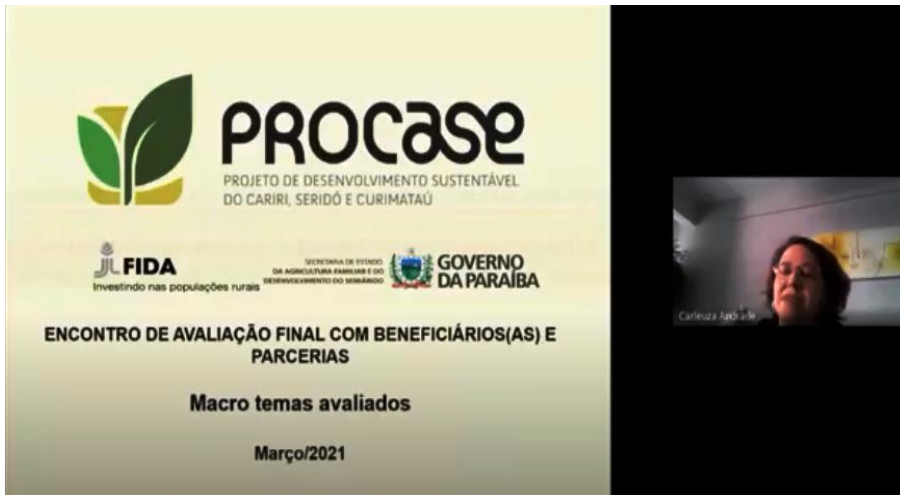 PROCASE
PROJETO DE DESENVOLVIMENTO SUSTENTÁVEL
DO CARIRI, SERIDÓ E CURIMATAÚ
FIDA
Investindo nas populações rurais
SECRETARIA DE ESTADO
DA AGRICULTURA FAMILIAR E DO
DESENVOLVIMENTO DO SEMIÁRIDO
GOVERNO
DA PARAÍBA
ENCONTRO DE AVALIAÇÃO FINAL COM BENEFICIÁRIOS(AS) E
PARCERIAS
Macro temas avaliados
Março/2021
Carleuza Andrade